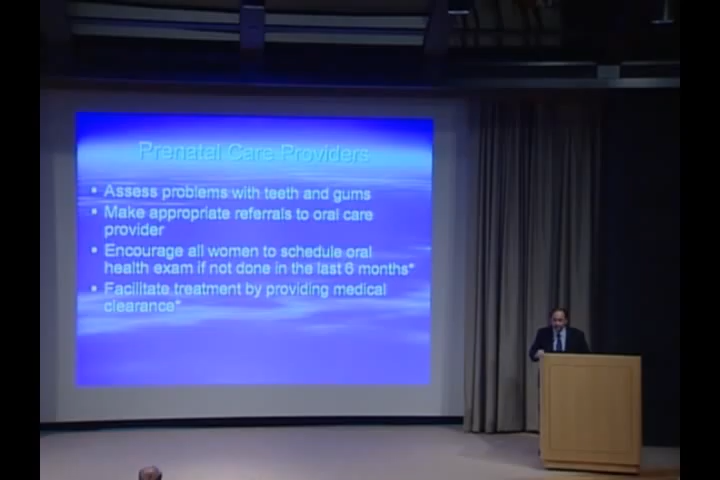 Prenatal Care Providers
▪ Assess problems with teeth and gums
▪ Make appropriate referrals to oral care
provider
▪ Encourage all women to schedule oral
health exam if not done in the last 6 months*
▪ Facilitate treatment by providing medical
clearance*